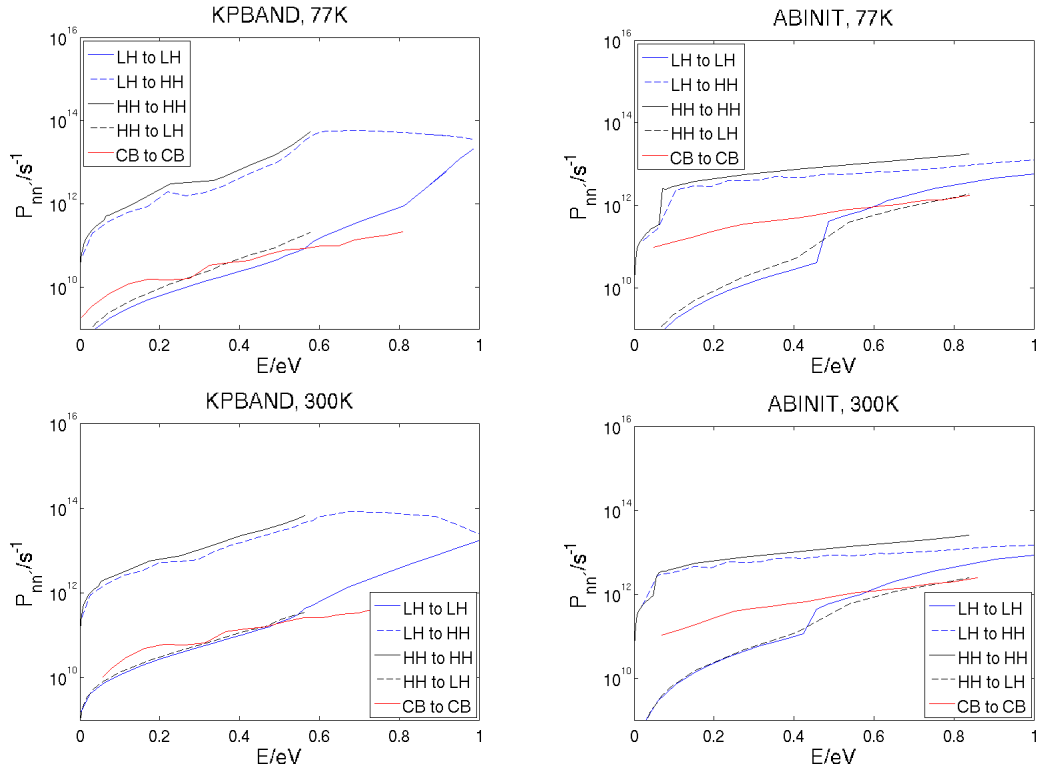 KPBAND, 77K
10^16
10^14
10^12
10^10
P_nn´/s^-1
LH to LH
LH to HH
HH to HH
HH to LH
CB to CB
0 0.2 0.4 0.6 0.8 1
E/eV
ABINIT, 77K
10^16
10^14
10^12
10^10
P_nn´/s^-1
LH to LH
LH to HH
HH to HH
HH to LH
CB to CB
0 0.2 0.4 0.6 0.8 1
E/eV
KPBAND, 300K
10^16
10^14
10^12
10^10
P_nn´/s^-1
LH to LH
LH to HH
HH to HH
HH to LH
CB to CB
0 0.2 0.4 0.6 0.8 1
E/eV
ABINIT, 300K
10^16
10^14
10^12
10^10
P_nn´/s^-1
LH to LH
LH to HH
HH to HH
HH to LH
CB to CB
0 0.2 0.4 0.6 0.8 1
E/eV